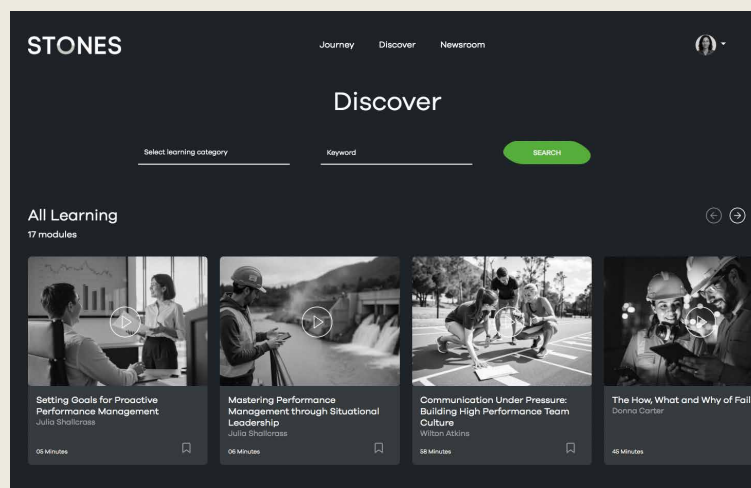 STONES
Journey Discover Newsroom
Discover
Select learning category Keyword SEARCH
All Learning
17 modules
Setting Goals for Proactive
Performance Management
Julia Shallcrass
05 Minutes
Mastering Performance
Management through Situational
Leadership
Julia Shallcrass
06 Minutes
Communication Under Pressure:
Building High Performance Team
Culture
Wilton Atkins
58 Minutes
The How, What and Why of Fail
Donna Carter
45 Minutes